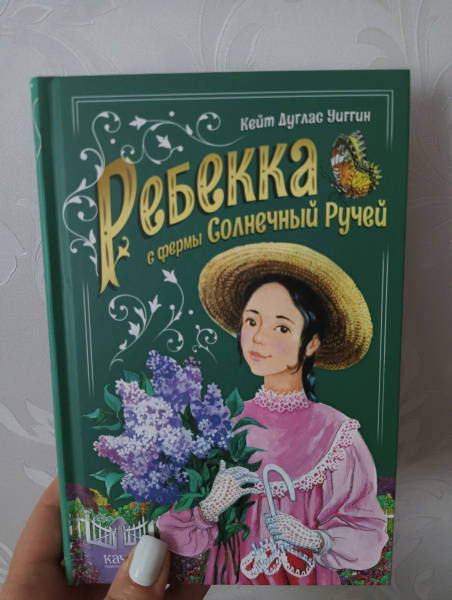 Кейт Дуглас Уиггин
Ребекка
с фермы Солнечный Ручей